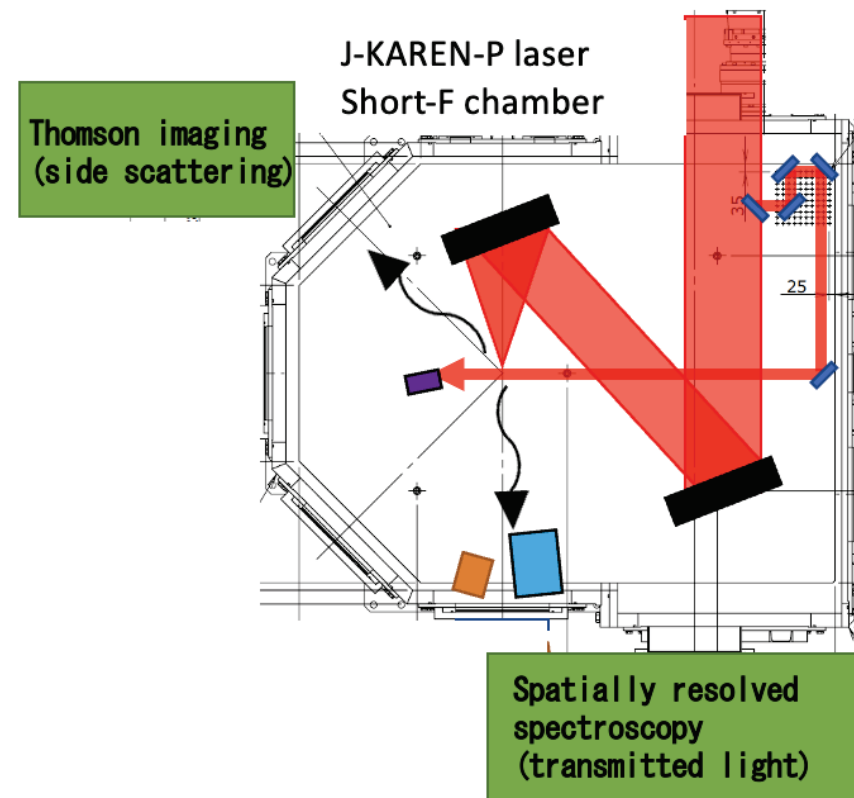 J-KAREN-P laser
Short-F chamber
Thomson imaging
(side scattering)
35
25
Spatially resolved
spectroscopy
(transmitted light)